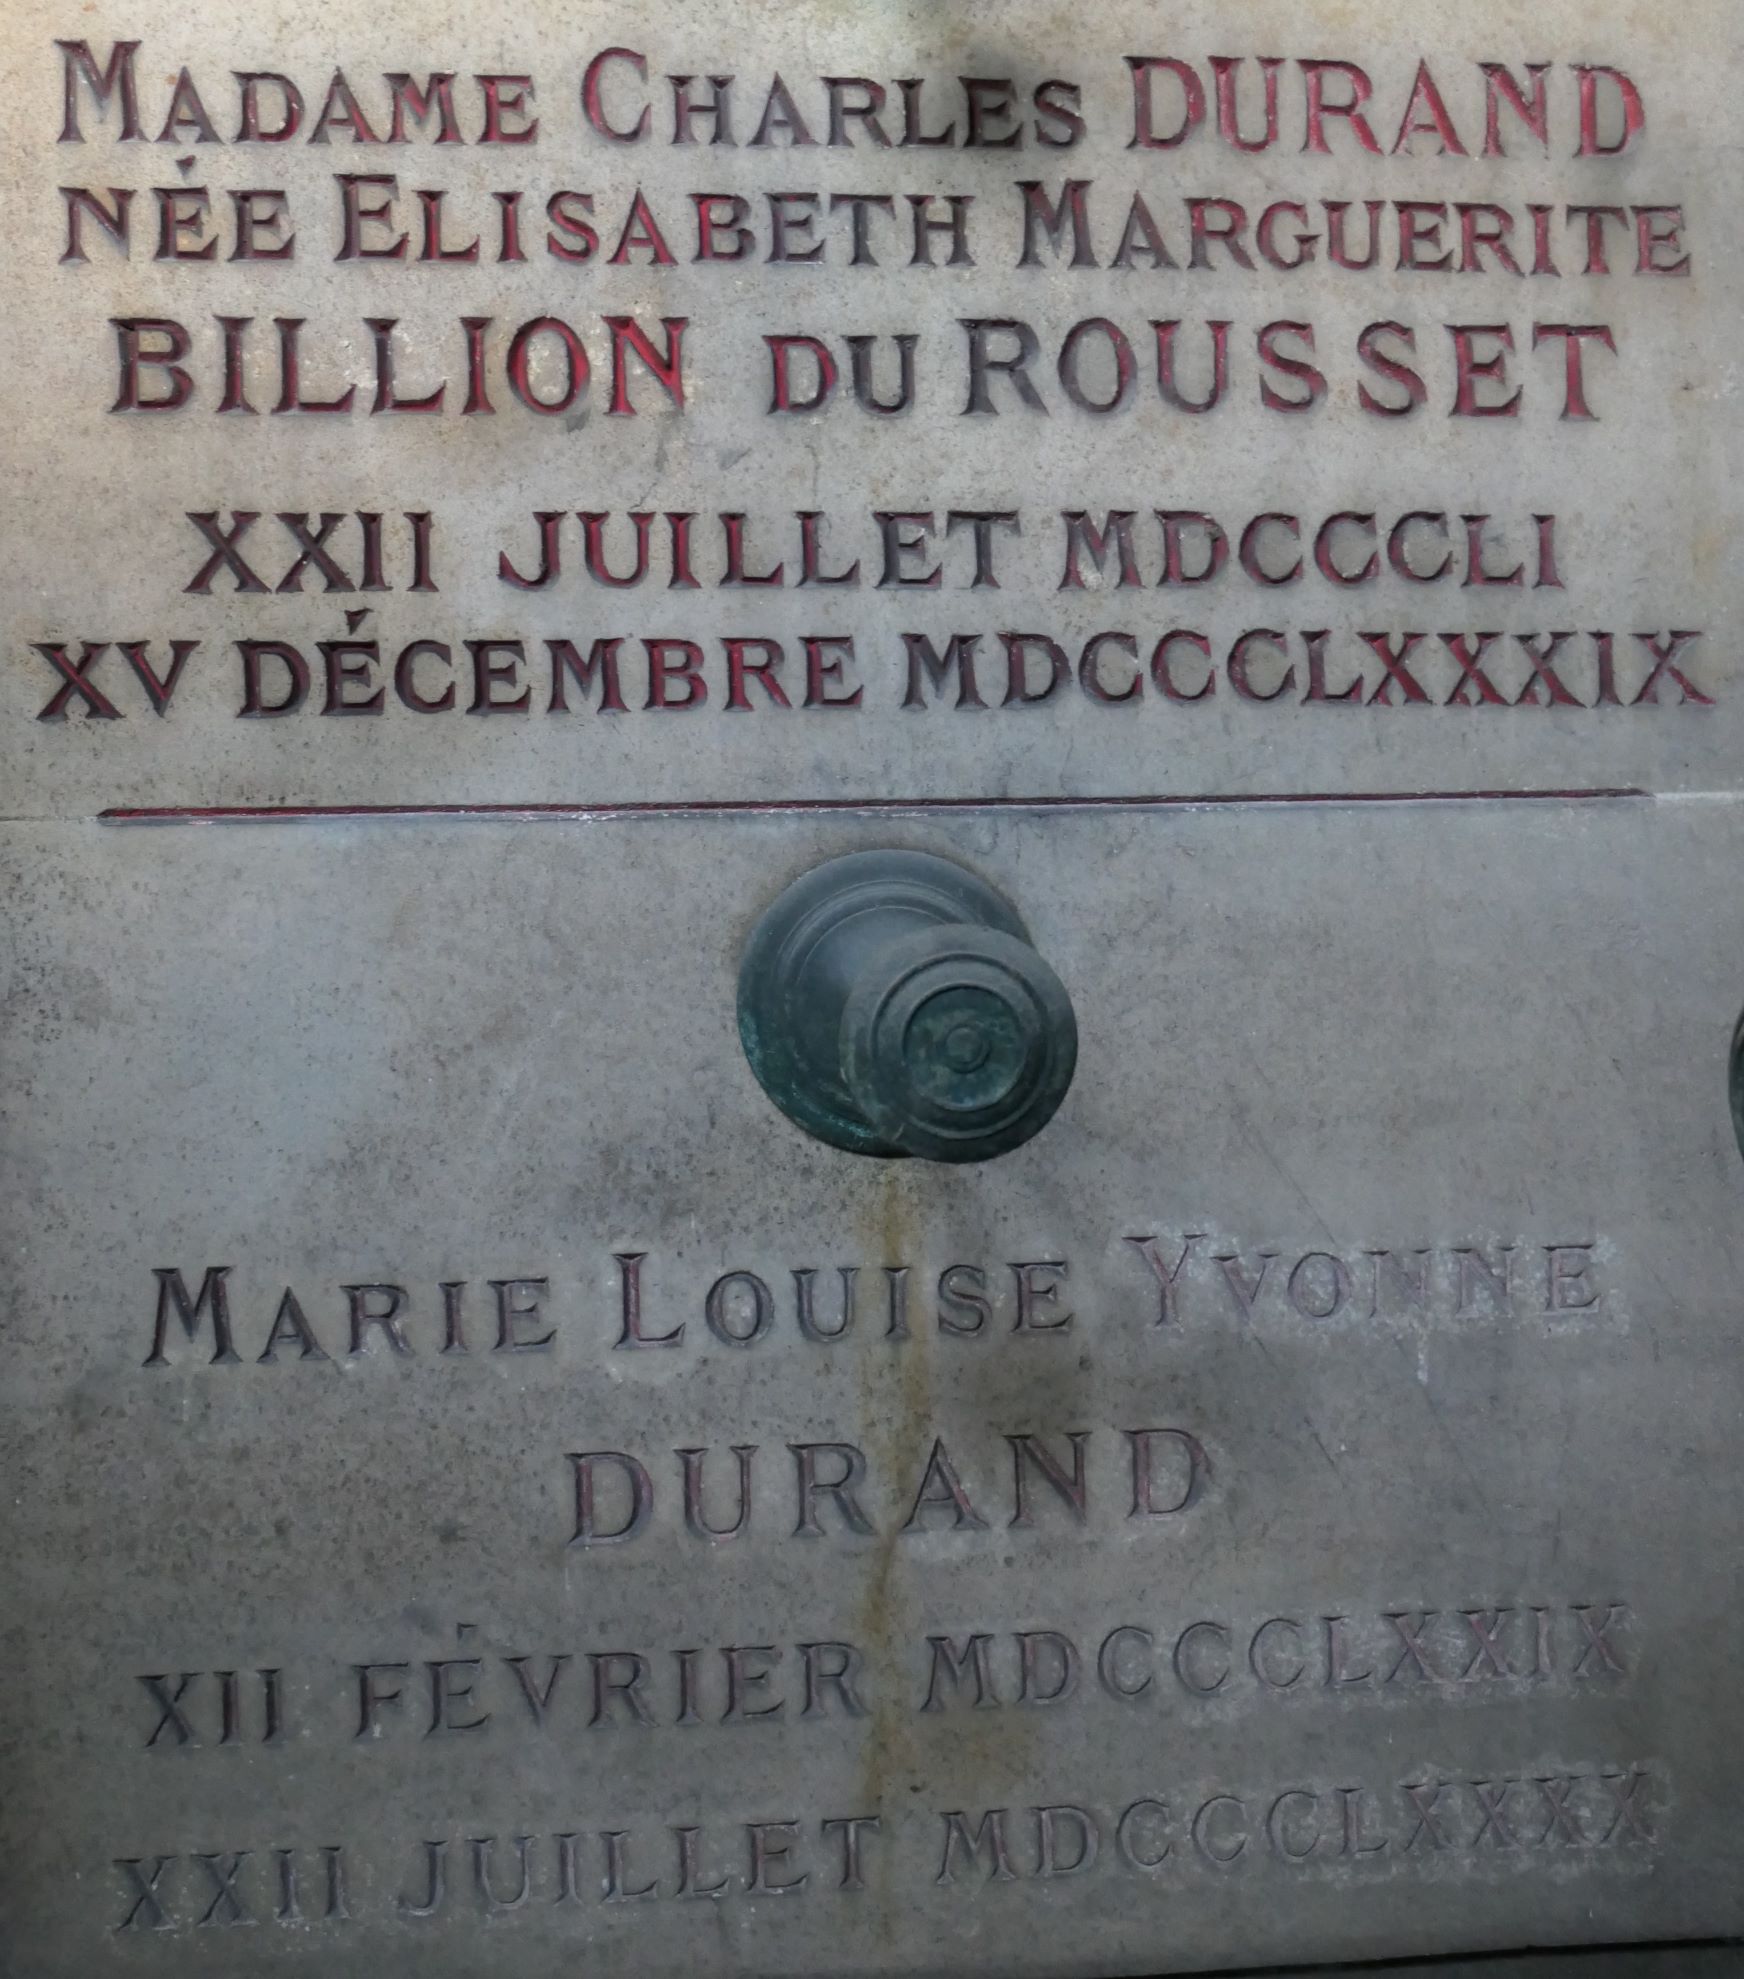 MADAME CHARLES DURAND
NÉE ELISABETH MARGUERITE
BILLION DU ROUSSET
XXII JUILLET MDCCCLI
XV DÉCEMBRE MDCCCLXXXIX
MARIE LOUISE YVONNE
DURAND
XII FÉVRIER MDCCCLXXIX
XXII JUILLET MDCCCLXXXX